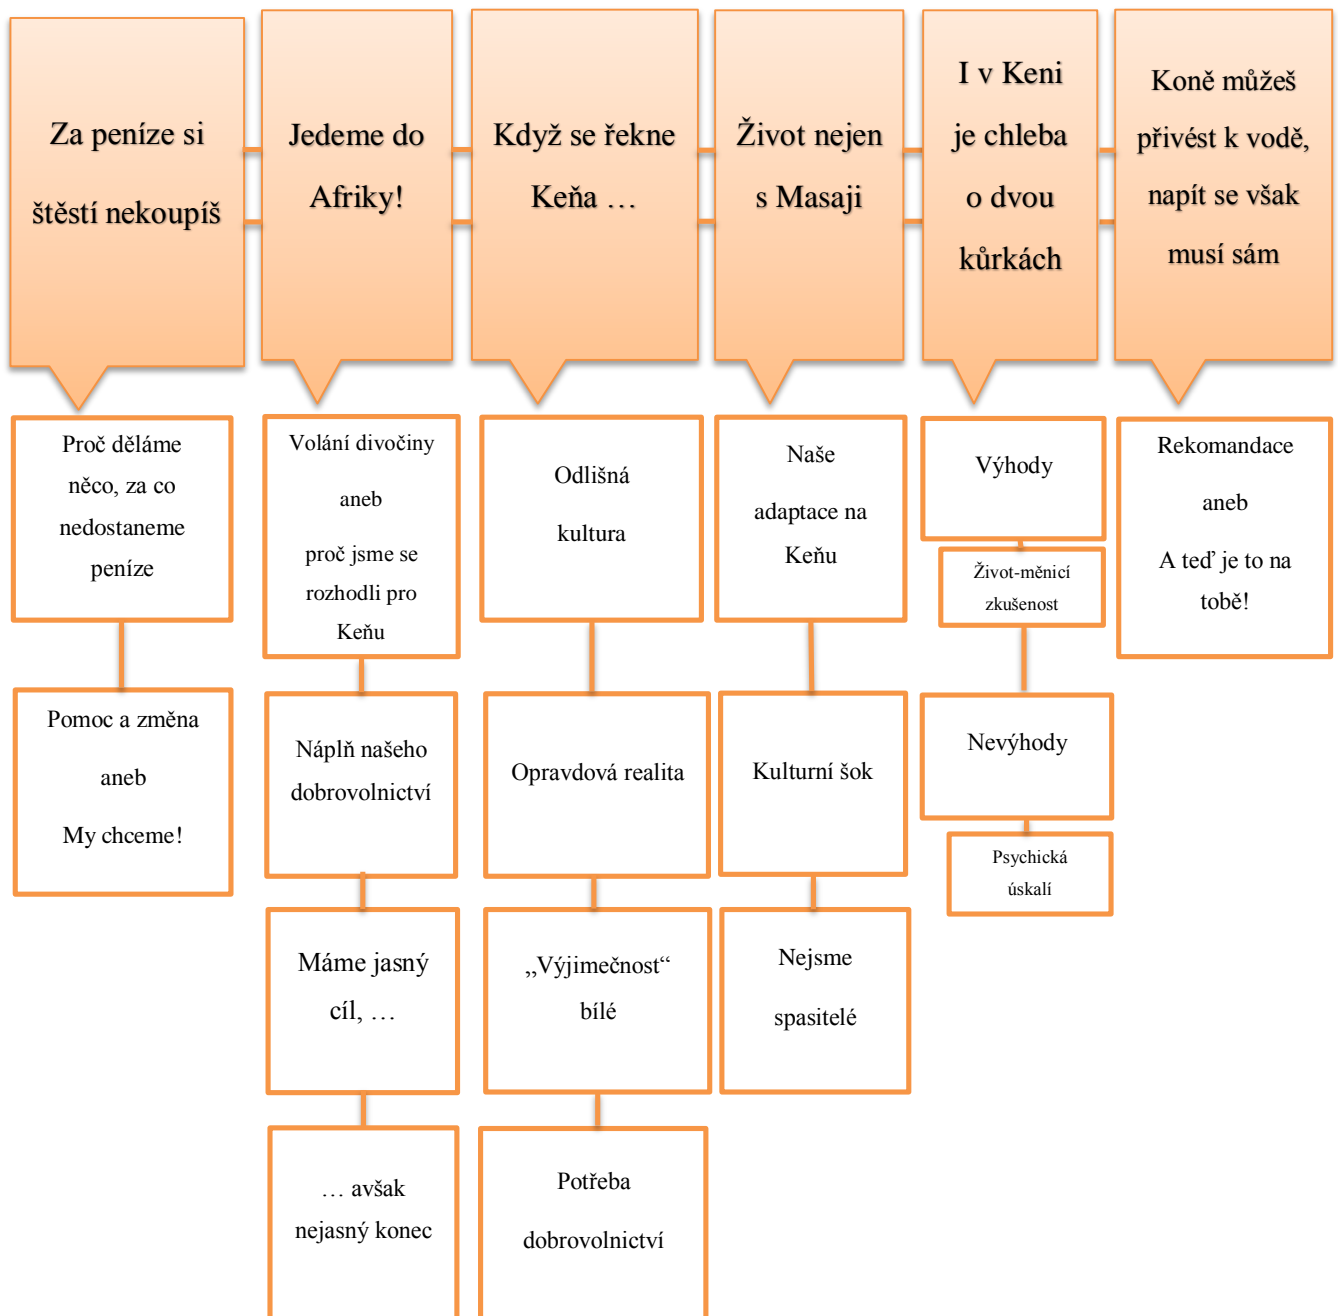 Za peníze si
štěstí nekoupíš
Jedeme do
Afriky!
Když se řekne
Keňa …
Život nejen
s Masaji
I v Keni
je chleba
o dvou
kůrkách
Koně můžeš
přivést k vodě,
napít se však
musí sám
Proč děláme
něco, za co
nedostaneme
peníze
Pomoc a změna
aneb
My chceme!
Volání divočiny
aneb
proč jsme se
rozhodli pro
Keňu
Náplň našeho
dobrovolnictví
Máme jasný
cíl, …
… avšak
nejasný konec
Odlišná
kultura
Opravdová realita
„Výjimečnost“
bílé
Potřeba
dobrovolnictví
Naše
adaptace na
Keňu
Kulturní šok
Nejsme
spasitelé
Výhody
Život-měnicí
zkušenost
Nevýhody
Psychická
úskalí
Rekomandace
aneb
A teď je to na
tobě!